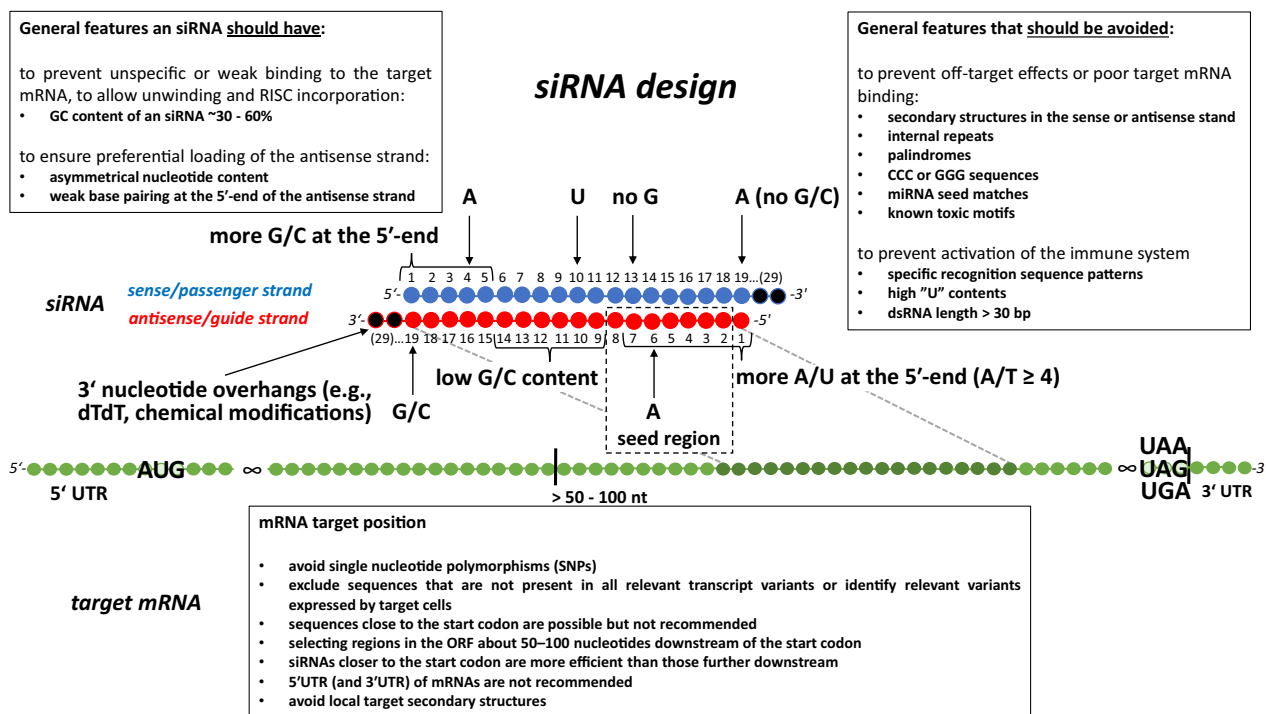 General features an siRNA should have:
to prevent unspecific or weak binding to the target
mRNA, to allow unwinding and RISC incorporation:
• GC content of an siRNA ~30 - 60%
to ensure preferential loading of the antisense strand:
• asymmetrical nucleotide content
• weak base pairing at the 5′-end of the antisense strand
siRNA design
General features that should be avoided:
to prevent off-target effects or poor target mRNA
binding:
• secondary structures in the sense or antisense stand
• internal repeats
• palindromes
• CCC or GGG sequences
• miRNA seed matches
• known toxic motifs
to prevent activation of the immune system
• specific recognition sequence patterns
• high ”U” contents
• dsRNA length > 30 bp
A U no G A (no G/C)
more G/C at the 5′-end
1 2 3 4 5 6 7 8 9 10 11 12 13 14 15 16 17 18 19...(29)
siRNA
sense/passenger strand
5‘- -3'
antisense/guide strand
3‘- -5'
(29)...19 18 17 16 15 14 13 12 11 10 9 8 7 6 5 4 3 2 1
3‘ nucleotide overhangs (e.g.,
dTdT, chemical modifications)
G/C
low G/C content
A
seed region
more A/U at the 5′-end (A/T ≥ 4)
5‘- AUG ∞ ∞ -3
5‘ UTR
> 50 - 100 nt
UAA
UAG
UGA
3‘ UTR
target mRNA
mRNA target position
• avoid single nucleotide polymorphisms (SNPs)
• exclude sequences that are not present in all relevant transcript variants or identify relevant variants
expressed by target cells
• sequences close to the start codon are possible but not recommended
• selecting regions in the ORF about 50–100 nucleotides downstream of the start codon
• siRNAs closer to the start codon are more efficient than those further downstream
• 5’UTR (and 3’UTR) of mRNAs are not recommended
• avoid local target secondary structures